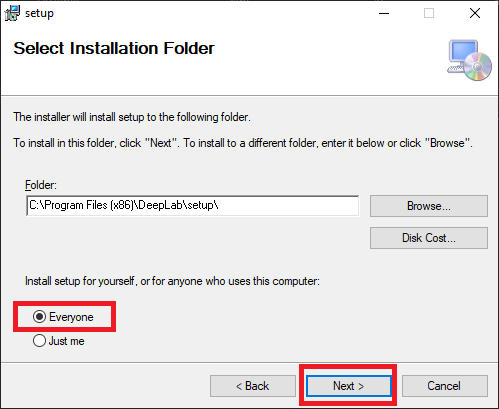 setup
Select Installation Folder
The installer will install setup to the following folder.
To install in this folder, click "Next". To install to a different folder, enter it below or click "Browse".
Folder:
C:\Program Files (x86)\DeepLab\setup\
Browse...
Disk Cost...
Install setup for yourself, or for anyone who uses this computer:
Everyone
Just me
< Back
Next >
Cancel